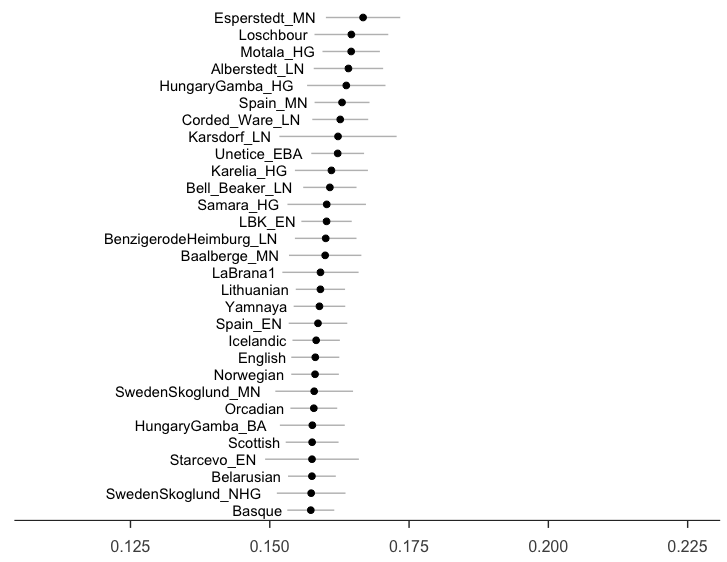 Esperstedt_MN
Loschbour
Motala_HG
Alberstedt_LN
HungaryGamba_HG
Spain_MN
Corded_Ware_LN
Karsdorf_LN
Unetice_EBA
Karelia_HG
Bell_Beaker_LN
Samara_HG
LBK_EN
BenzigerodeHeimburg_LN
Baalberge_MN
LaBrana1
Lithuanian
Yamnaya
Spain_EN
Icelandic
English
Norwegian
SwedenSkoglund_MN
Orcadian
HungaryGamba_BA
Scottish
Starcevo_EN
Belarusian
SwedenSkoglund_NHG
Basque
0.125 0.150 0.175 0.200 0.225